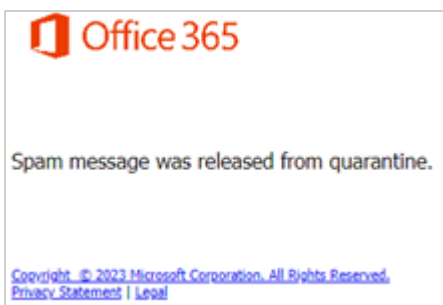 Office 365
Spam message was released from quarantine.
Copyright © 2023 Microsoft Corporation. All Rights Reserved.
Privacy Statement | Legal